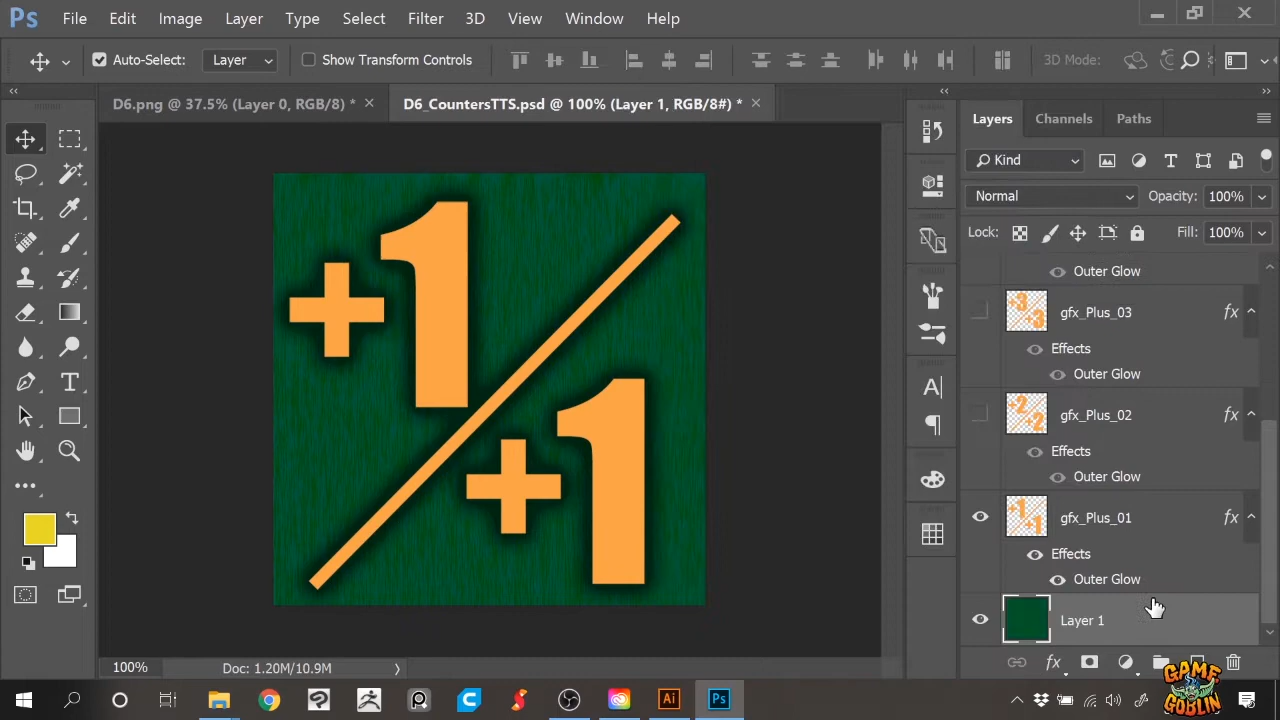 Ps File Edit Image Layer Type Select Filter 3D View Window Help
Auto-Select: Layer Show Transform Controls 3D Mode:
D6.png @ 37.5% (Layer 0, RGB/8) * × D6_CountersTTS.psd @ 100% (Layer 1, RGB/8#) * ×
Layers Channels Paths
Kind
Normal Opacity: 100%
Lock: Fill: 100%
Outer Glow
gfx_Plus_03 fx
Effects
Outer Glow
gfx_Plus_02 fx
Effects
Outer Glow
gfx_Plus_01 fx
Effects
Outer Glow
Layer 1
+1
+1
100% Doc: 1.20M/10.9M
fx
GAME
GOBLIN
Ai Ps